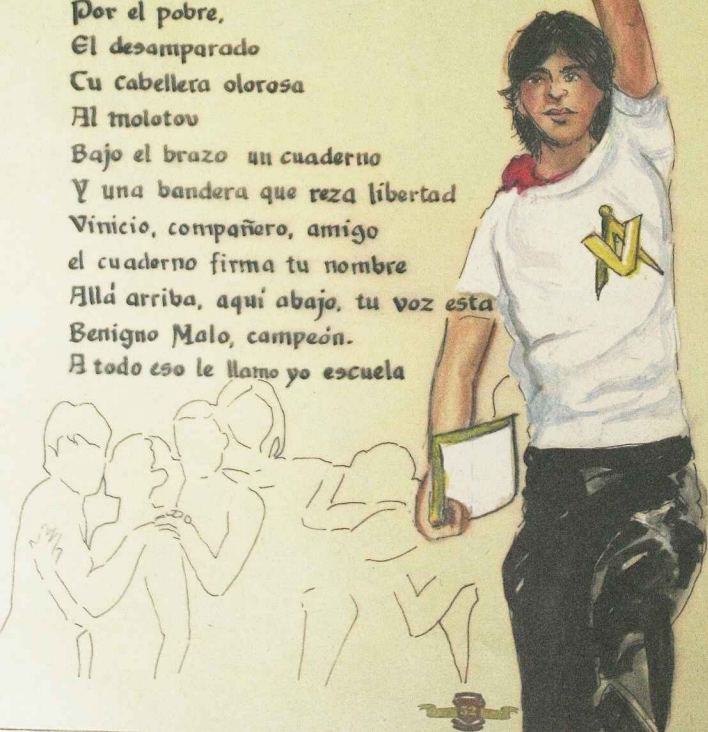 Por el pobre,
El desamparado
Tu cabellera olorosa
Al molotov
Bajo el brazo un cuaderno
Y una bandera que reza libertad
Vinicio, compañero, amigo
el cuaderno firma tu nombre
Allá arriba, aquí abajo, tu voz esta
Benigno Malo, campeón.
A todo eso le llamo yo escuela
52